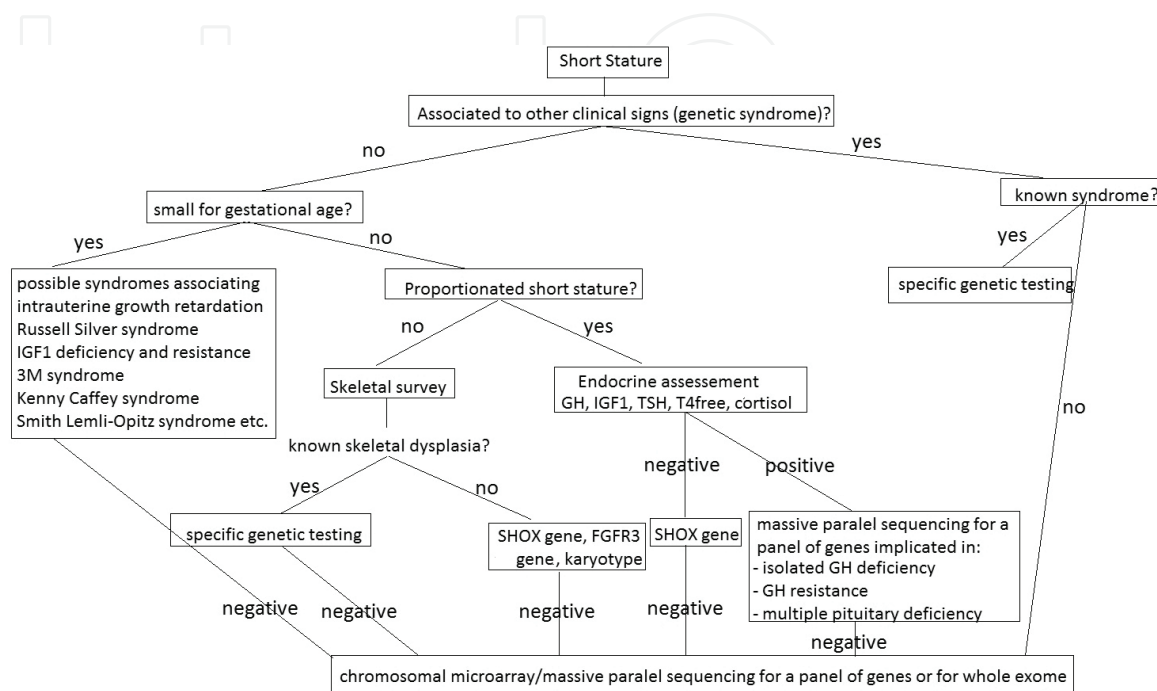 Short Stature
Associated to other clinical signs (genetic syndrome)?
no
yes
small for gestational age?
known syndrome?
yes
no
yes
possible syndromes associating
intrauterine growth retardation
Russell Silver syndrome
IGF1 deficiency and resistance
3M syndrome
Kenny Caffey syndrome
Smith Lemli-Opitz syndrome etc.
Proportionated short stature?
specific genetic testing
no
yes
Skeletal survey
Endocrine assessement
GH, IGF1, TSH, T4free, cortisol
no
known skeletal dysplasia?
negative
positive
yes
no
specific genetic testing
SHOX gene, FGFR3
gene, karyotype
SHOX gene
massive paralel sequencing for a
panel of genes implicated in:
- isolated GH deficiency
- GH resistance
- multiple pituitary deficiency
negative
negative
negative
negative
negative
chromosomal microarray/massive paralel sequencing for a panel of genes or for whole exome